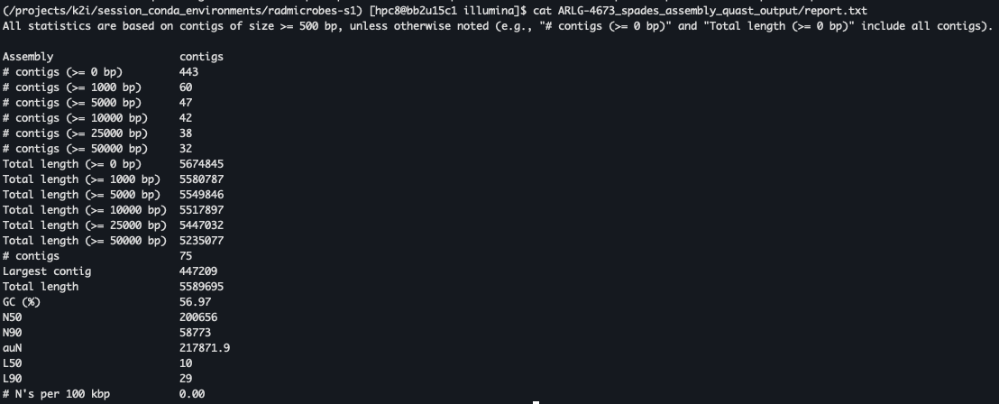 (/projects/k2i/session_conda_environments/radmicrobes-s1) [hpc8@bb2u15c1 illumina]$ cat ARLG-4673_spades_assembly_quast_output/report.txt
All statistics are based on contigs of size >= 500 bp, unless otherwise noted (e.g., "# contigs (>= 0 bp)" and "Total length (>= 0 bp)" include all contigs).
Assembly contigs
# contigs (>= 0 bp) 443
# contigs (>= 1000 bp) 60
# contigs (>= 5000 bp) 47
# contigs (>= 10000 bp) 42
# contigs (>= 25000 bp) 38
# contigs (>= 50000 bp) 32
Total length (>= 0 bp) 5674845
Total length (>= 1000 bp) 5580787
Total length (>= 5000 bp) 5549846
Total length (>= 10000 bp) 5517897
Total length (>= 25000 bp) 5447032
Total length (>= 50000 bp) 5235077
# contigs 75
Largest contig 447209
Total length 5589695
GC (%) 56.97
N50 200656
N90 58773
auN 217871.9
L50 10
L90 29
# N's per 100 kbp 0.00